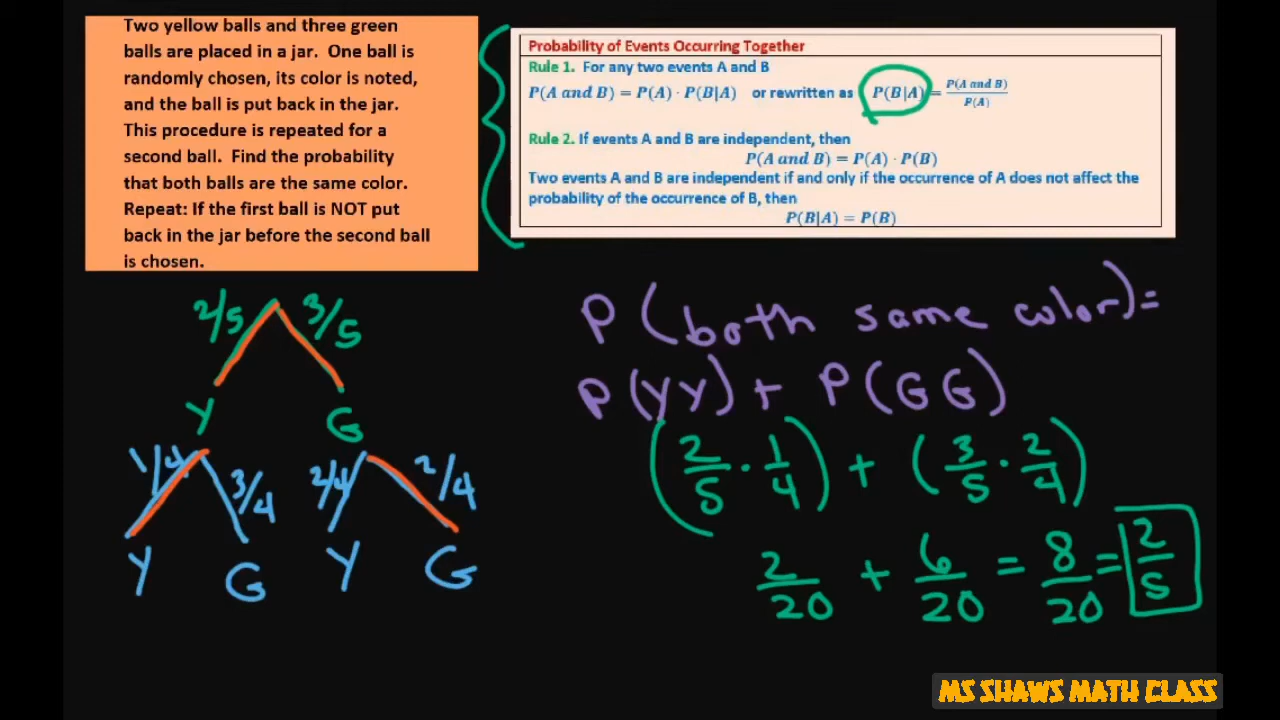 Two yellow balls and three green
balls are placed in a jar. One ball is
randomly chosen, its color is noted,
and the ball is put back in the jar.
This procedure is repeated for a
second ball. Find the probability
that both balls are the same color.
Repeat: If the first ball is NOT put
back in the jar before the second ball
is chosen.
Probability of Events Occurring Together
Rule 1. For any two events A and B
P(A and B) = P(A) · P(B|A) or rewritten as P(B|A) = P(A and B)/P(A)
Rule 2. If events A and B are independent, then
P(A and B) = P(A) · P(B)
Two events A and B are independent if and only if the occurrence of A does not affect the
probability of the occurrence of B, then
P(B|A) = P(B)
2/5 3/5
Y G
1/4 3/4 2/4 2/4
Y G Y G
P(both same color)=
P(YY) + P(GG)
(2/5 · 1/4) + (3/5 · 2/4)
2/20 + 6/20 = 8/20 = 2/5
MS SHAWS MATH CLASS